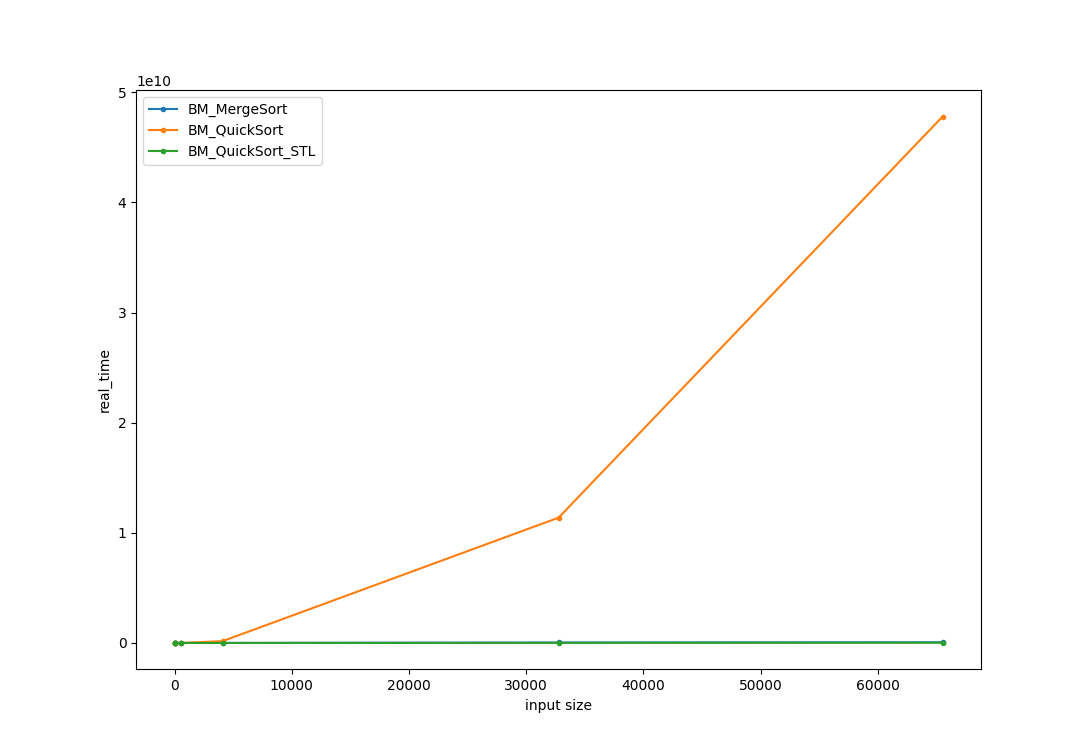 1e10
BM_MergeSort
BM_QuickSort
BM_QuickSort_STL
5
4
3
2
1
0
real_time
0 10000 20000 30000 40000 50000 60000
input size